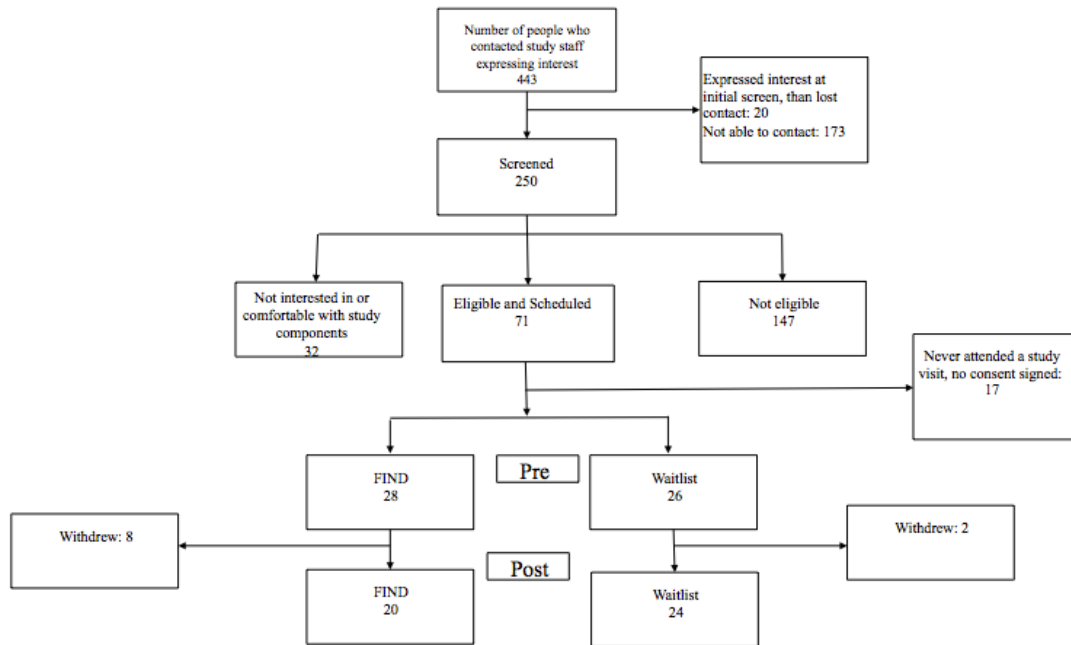 Number of people who
contacted study staff
expressing interest
443
Expressed interest at
initial screen, than lost
contact: 20
Not able to contact: 173
Screened
250
Not interested in or
comfortable with study
components
32
Eligible and Scheduled
71
Not eligible
147
Never attended a study
visit, no consent signed:
17
FIND
28
Pre
Waitlist
26
Withdrew: 8
Withdrew: 2
Post
FIND
20
Waitlist
24